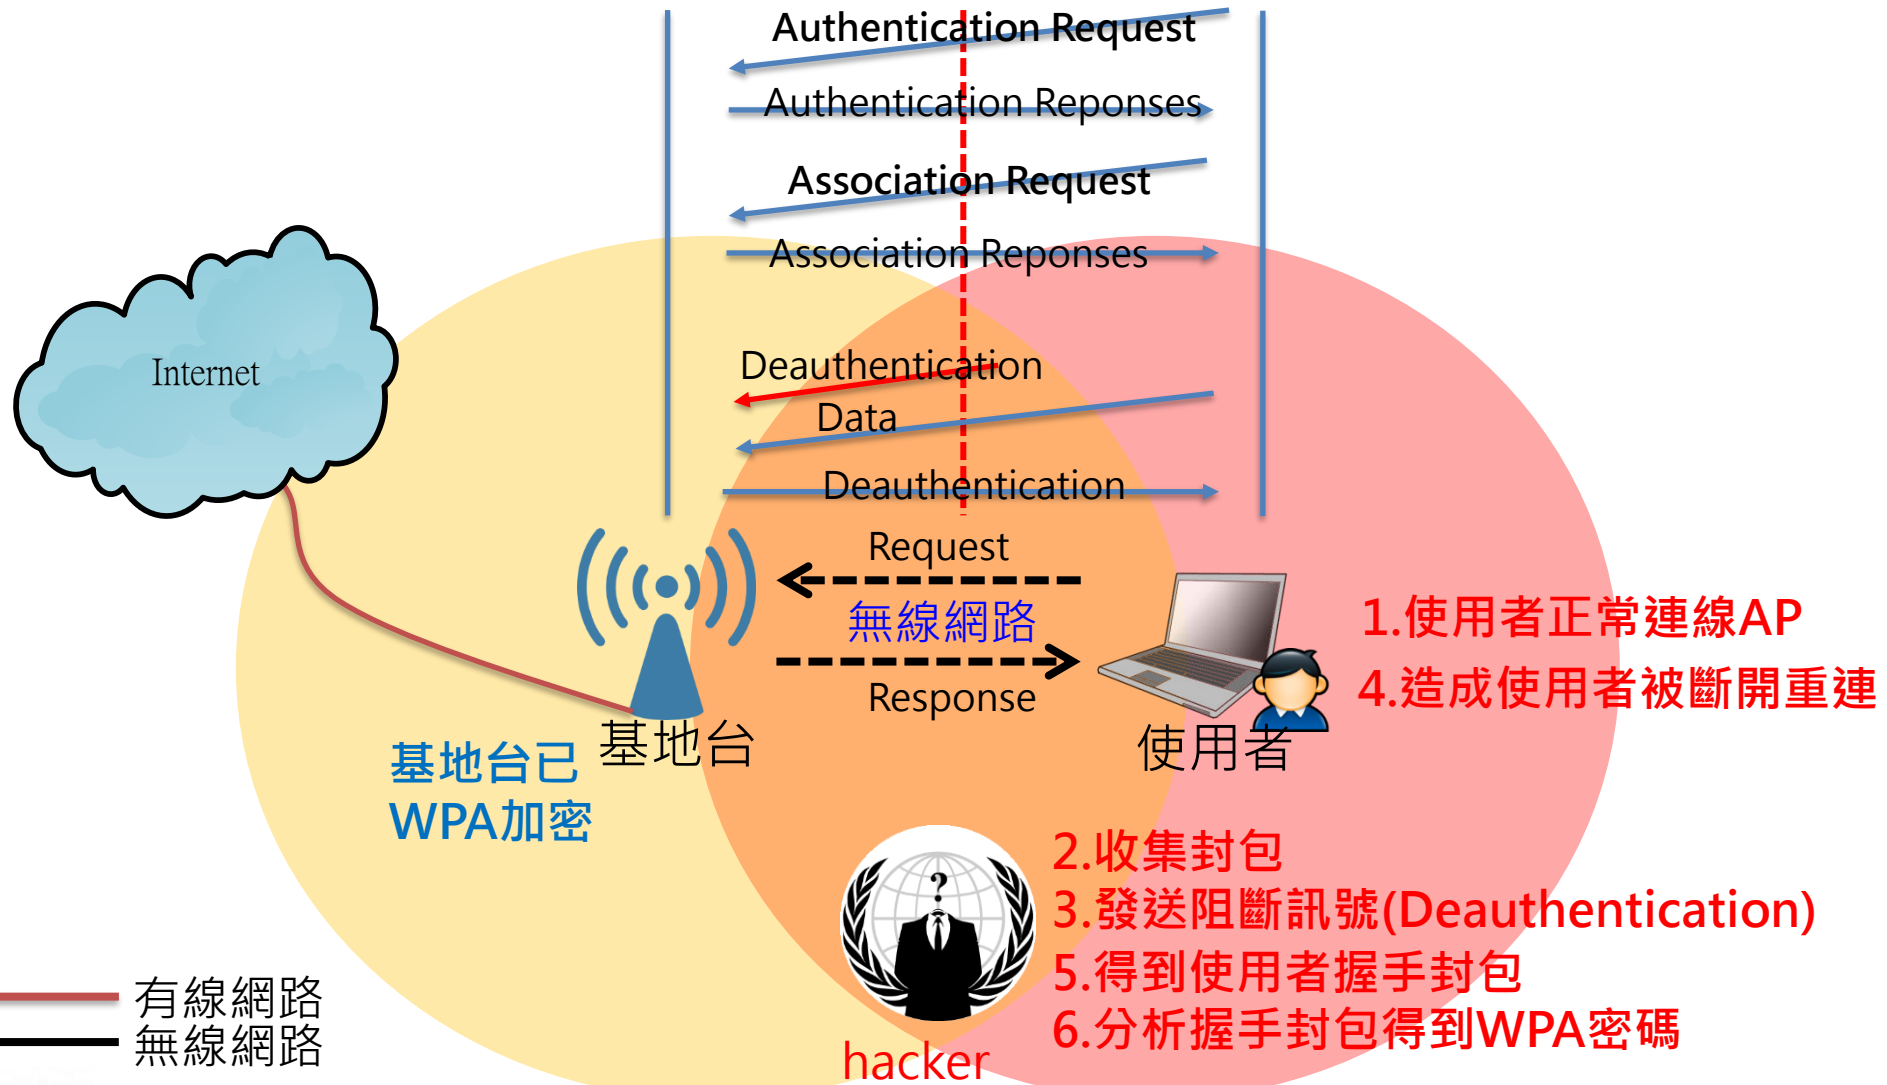 Authentication Request
Authentication Reponses
Association Request
Association Reponses
Internet
Deauthentication
Data
Deauthentication
Request
無線網路
Response
基地台
使用者
1.使用者正常連線AP
4.造成使用者被斷開重連
基地台已
WPA加密
?
2.收集封包
3.發送阻斷訊號(Deauthentication)
5.得到使用者握手封包
6.分析握手封包得到WPA密碼
hacker
有線網路
無線網路